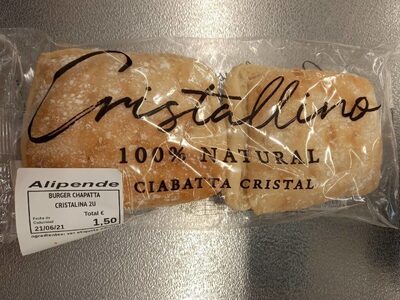 Cristallino
100% NATURAL
CIABATTA CRISTAL
Alipende
BURGER CHAPATTA
CRISTALINA 2U
Total €
21/06/21
1,50